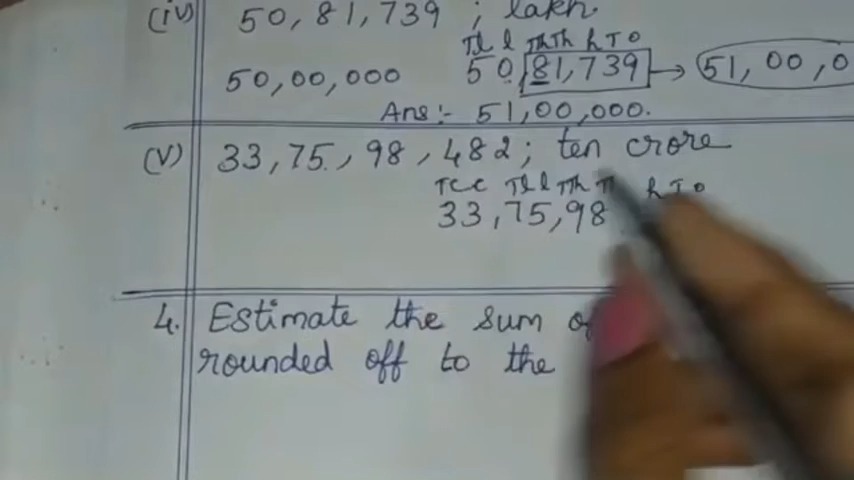 (iv) 50,81,739 ; lakh.
Tl l Tth Th h T O
50,00,000 50,81,739 → 51,00,0
Ans :- 51,00,000.
(v) 33,75,98,482; ten crore
TC C Tl l Tth T h T O
33,75,98
4. Estimate the sum of
rounded off to the